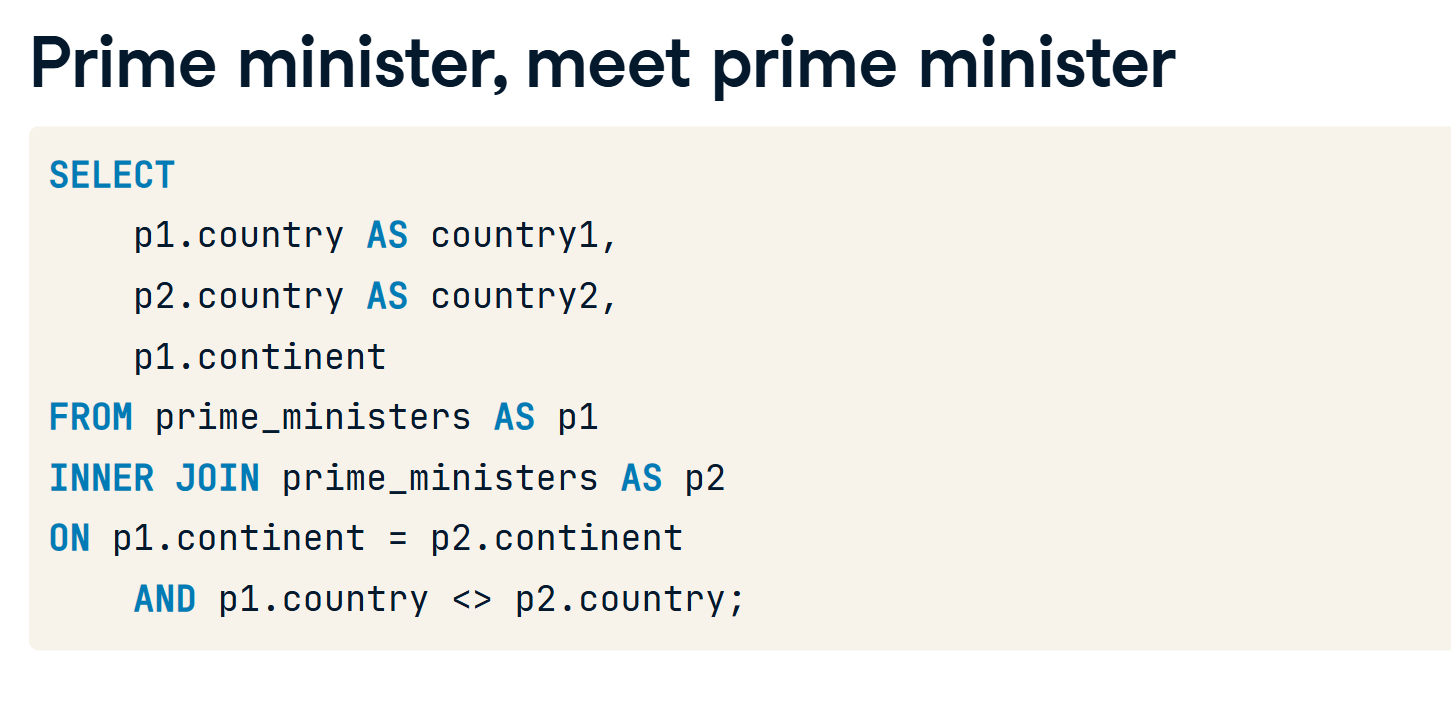 Prime minister, meet prime minister
SELECT
    p1.country AS country1,
    p2.country AS country2,
    p1.continent
FROM prime_ministers AS p1
INNER JOIN prime_ministers AS p2
ON p1.continent = p2.continent
    AND p1.country <> p2.country;